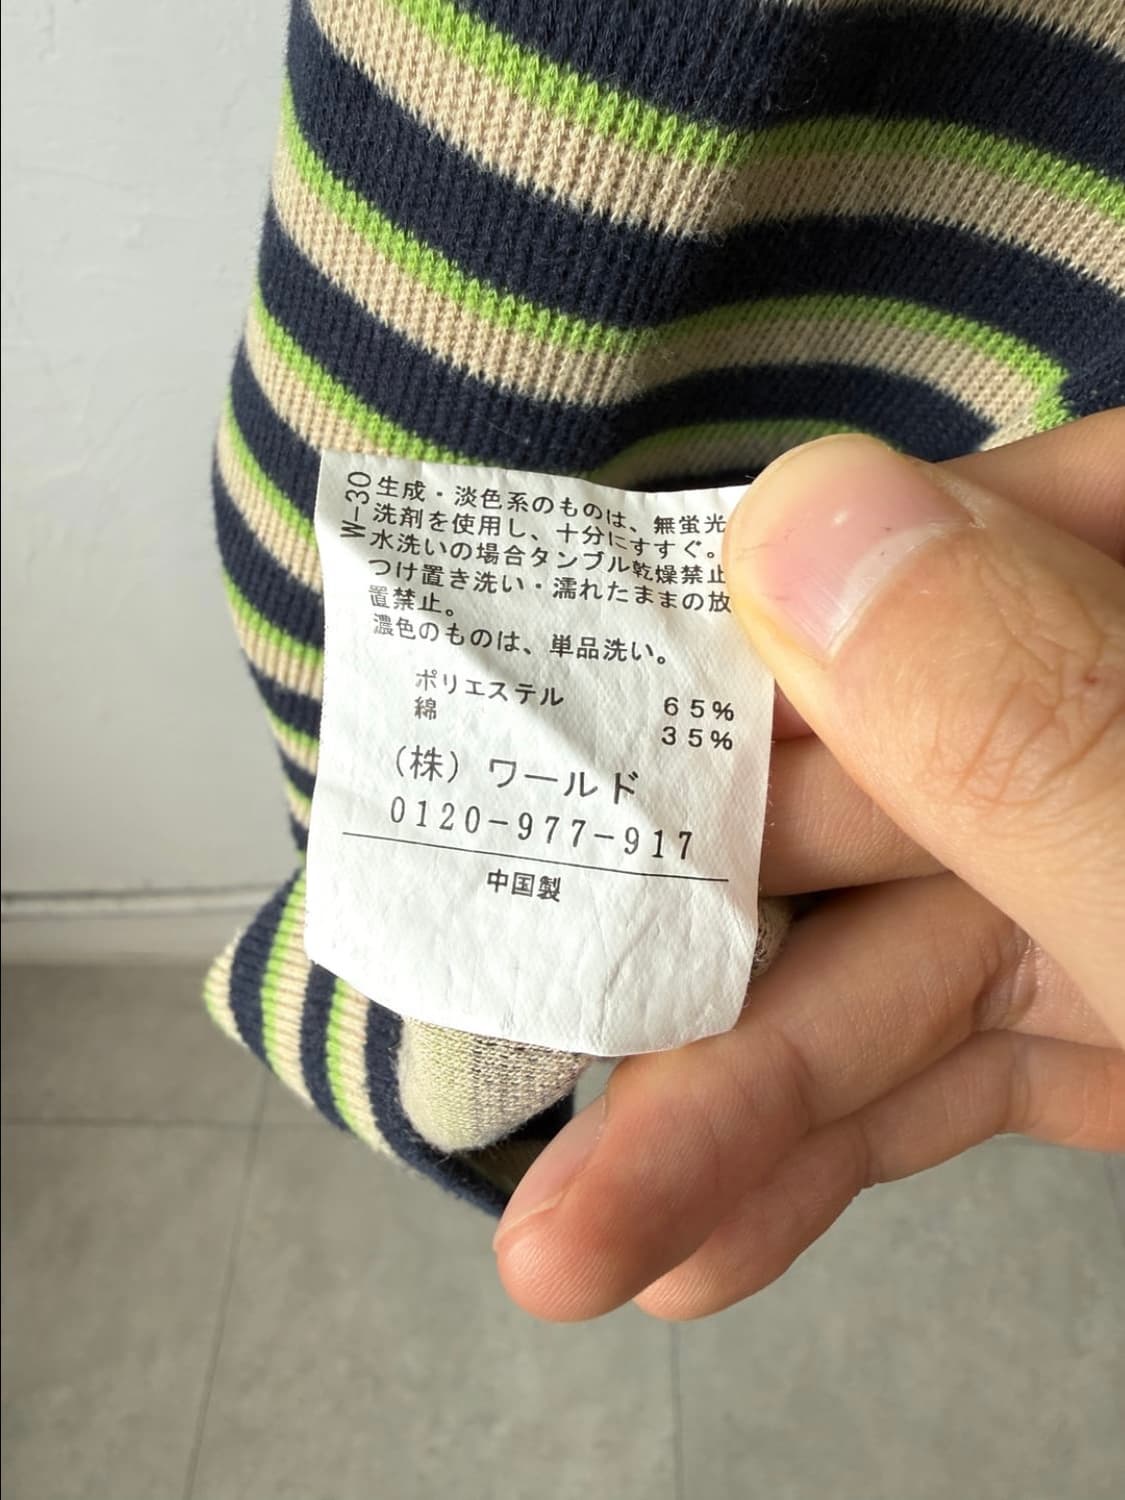 W-30
生成・淡色系のものは、無蛍光
洗剤を使用し、十分にすすぐ。
水洗いの場合タンブル乾燥禁止
つけ置き洗い・濡れたままの放
置禁止。
濃色のものは、単品洗い。
ポリエステル 65%
綿 35%
(株) ワールド
0120-977-917
中国製